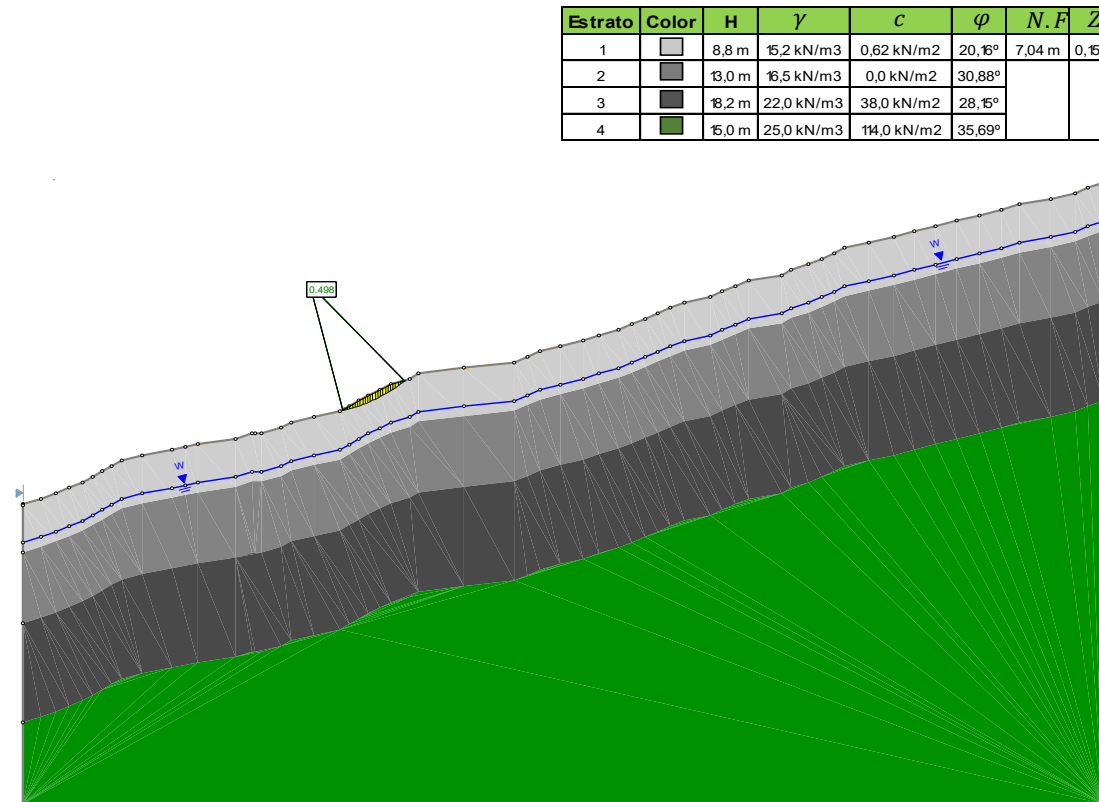 Estrato Color H γ c φ N.F Z
1 8,8 m 15,2 kN/m3 0,62 kN/m2 20,16º 7,04 m 0,15
2 13,0 m 16,5 kN/m3 0,0 kN/m2 30,88º
3 18,2 m 22,0 kN/m3 38,0 kN/m2 28,15º
4 15,0 m 25,0 kN/m3 114,0 kN/m2 35,69º
W
0.498
W